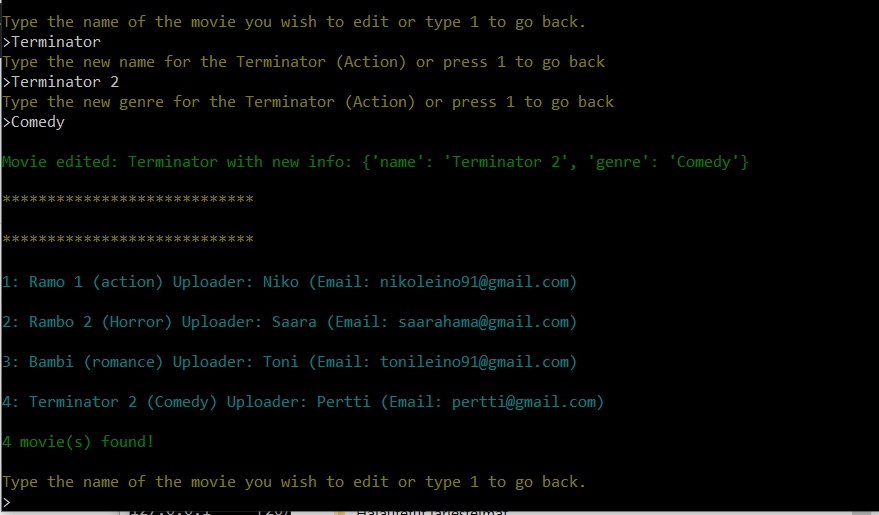 Type the name of the movie you wish to edit or type 1 to go back.
>Terminator
Type the new name for the Terminator (Action) or press 1 to go back
>Terminator 2
Type the new genre for the Terminator (Action) or press 1 to go back
>Comedy
Movie edited: Terminator with new info: {'name': 'Terminator 2', 'genre': 'Comedy'}
****************************
****************************
1: Ramo 1 (action) Uploader: Niko (Email: nikoleino91@gmail.com)
2: Rambo 2 (Horror) Uploader: Saara (Email: saarahama@gmail.com)
3: Bambi (romance) Uploader: Toni (Email: tonileino91@gmail.com)
4: Terminator 2 (Comedy) Uploader: Pertti (Email: pertti@gmail.com)
4 movie(s) found!
Type the name of the movie you wish to edit or type 1 to go back.
>